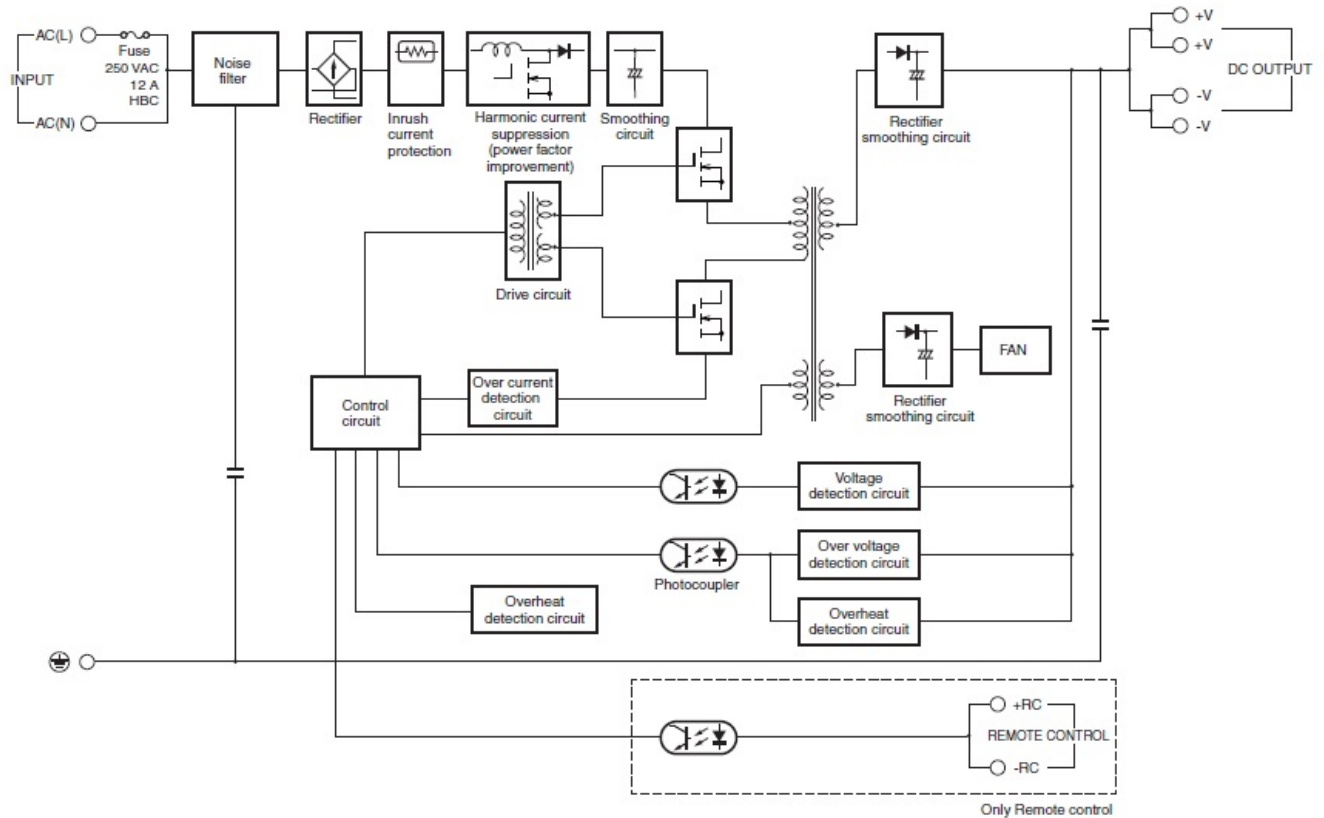 AC(L)
Fuse
250 VAC
12 A
HBC
INPUT
AC(N)
Noise
filter
Rectifier
Inrush
current
protection
Harmonic current
suppression
(power factor
improvement)
Smoothing
circuit
Rectifier
smoothing circuit
+V
+V
DC OUTPUT
-V
-V
Drive circuit
Control
circuit
Over current
detection
circuit
Rectifier
smoothing circuit
FAN
Voltage
detection circuit
Over voltage
detection circuit
Photocoupler
Overheat
detection circuit
Overheat
detection circuit
+RC
REMOTE CONTROL
-RC
Only Remote control